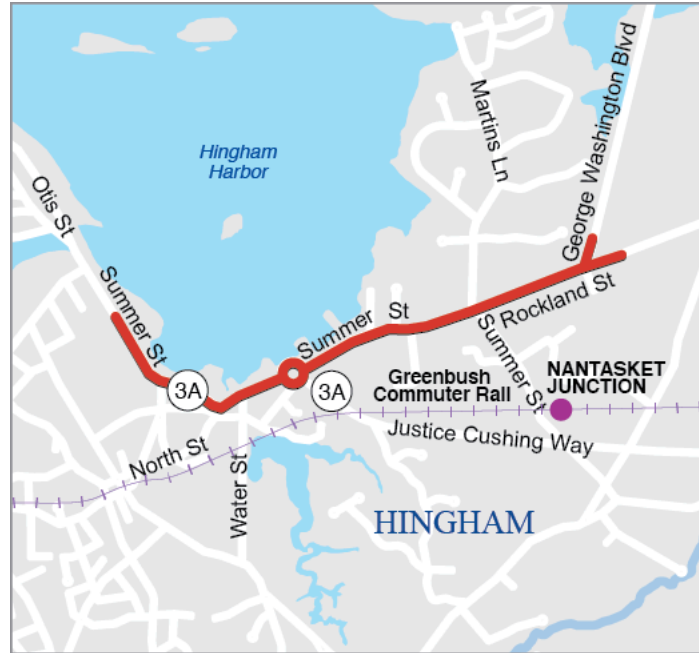 Hingham
Harbor
Otis St
Martins Ln
George Washington Blvd
Summer St
3A
Summer St
Rockland St
3A
Greenbush
Commuter Rail
Summer St
NANTASKET
JUNCTION
North St
Water St
Justice Cushing Way
HINGHAM